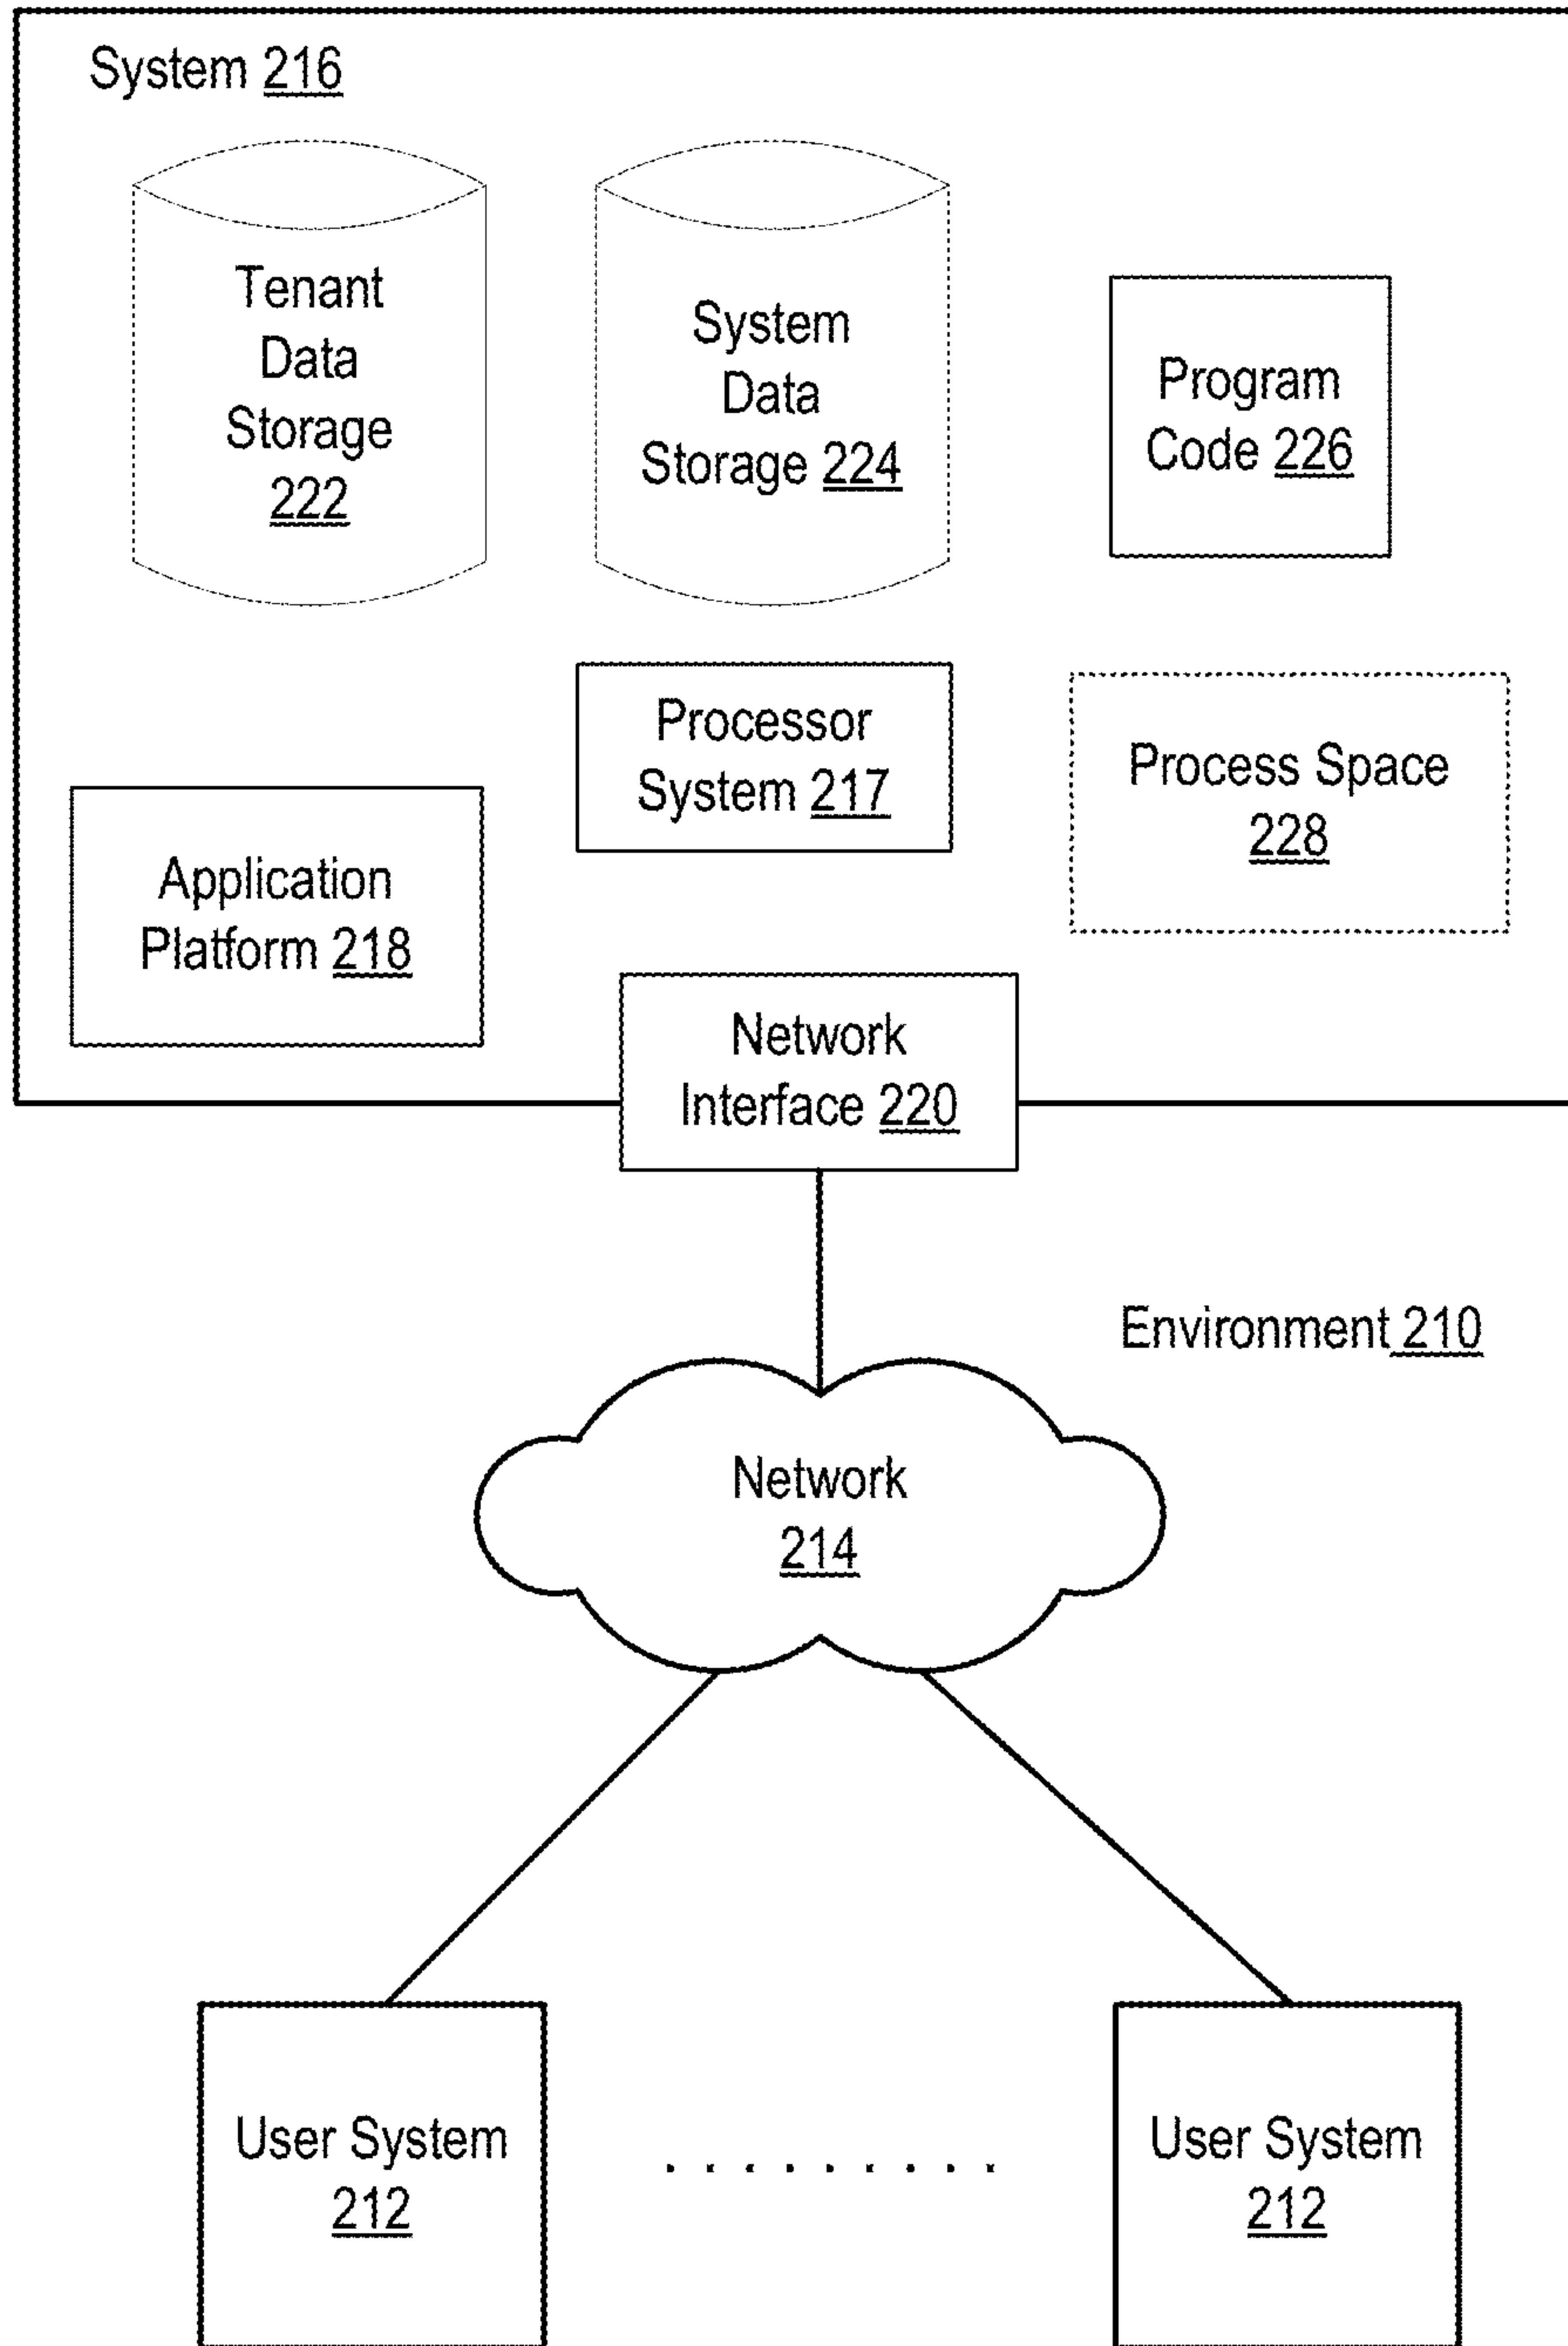 System 216
Tenant
Data
Storage
222
System
Data
Storage 224
Program
Code 226
Processor
System 217
Process Space
228
Application
Platform 218
Network
Interface 220
Environment 210
Network
214
User System
212
User System
212